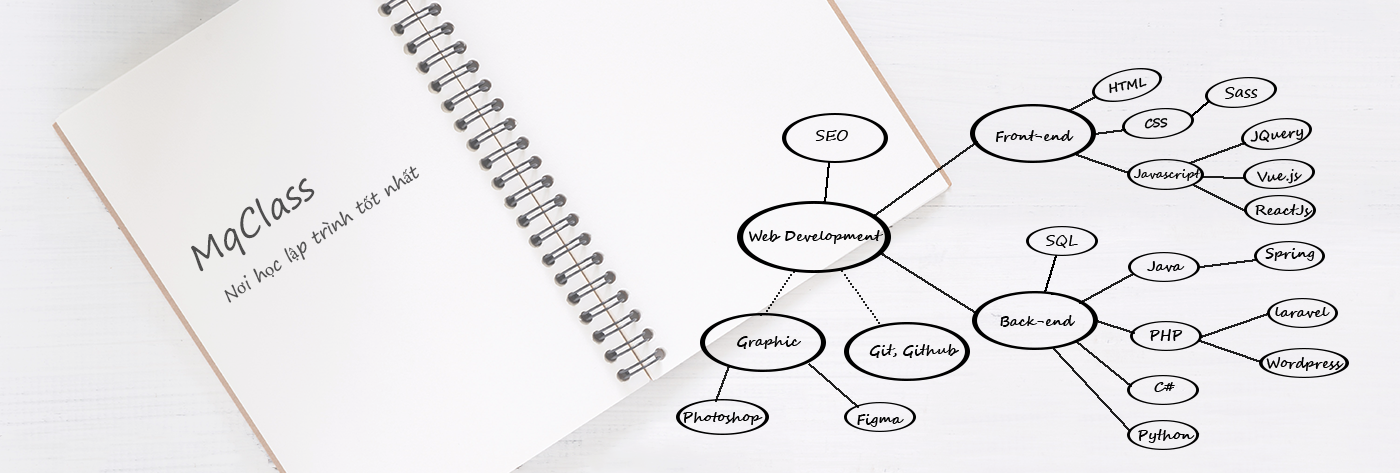 MqClass
Nơi học lập trình tốt nhất
SEO
Web Development
Graphic
Photoshop
Figma
Git, Github
Front-end
HTML
CSS
Sass
Javascript
JQuery
Vue.js
ReactJs
Back-end
SQL
Java
Spring
PHP
laravel
Wordpress
C#
Python